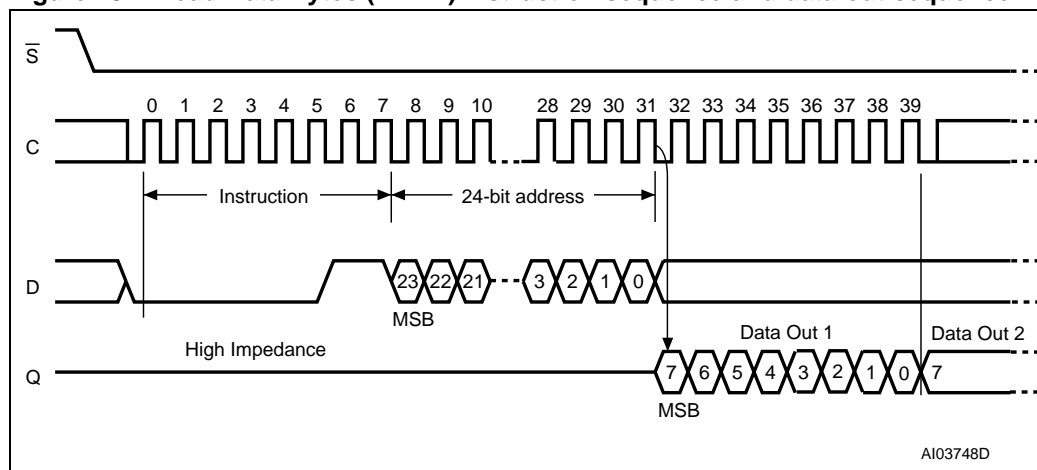 S
0 1 2 3 4 5 6 7 8 9 10 28 29 30 31 32 33 34 35 36 37 38 39
C
Instruction 24-bit address
D 23 22 21 3 2 1 0
MSB
High Impedance Data Out 1 Data Out 2
Q 7 6 5 4 3 2 1 0 7
MSB
AI03748D